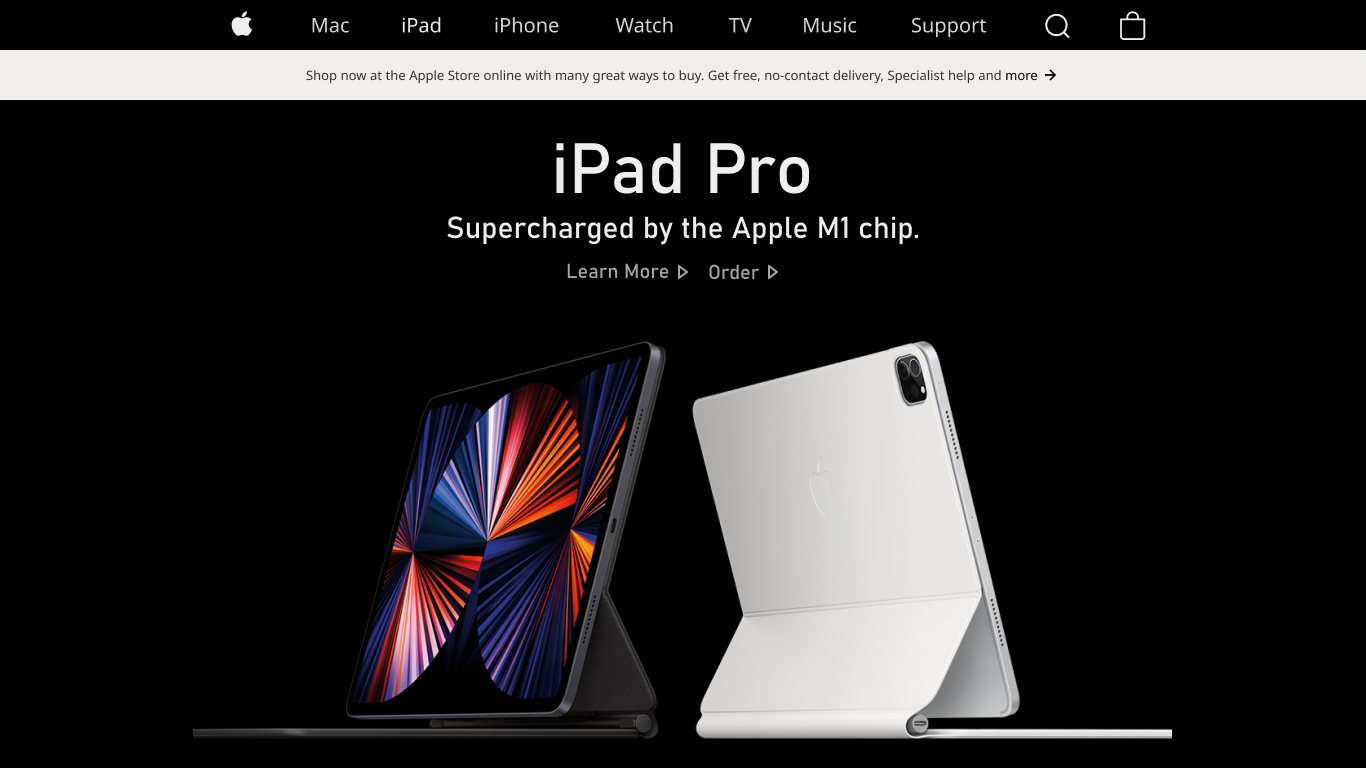 Mac iPad iPhone Watch TV Music Support
Shop now at the Apple Store online with many great ways to buy. Get free, no-contact delivery, Specialist help and more
iPad Pro
Supercharged by the Apple M1 chip.
Learn More Order